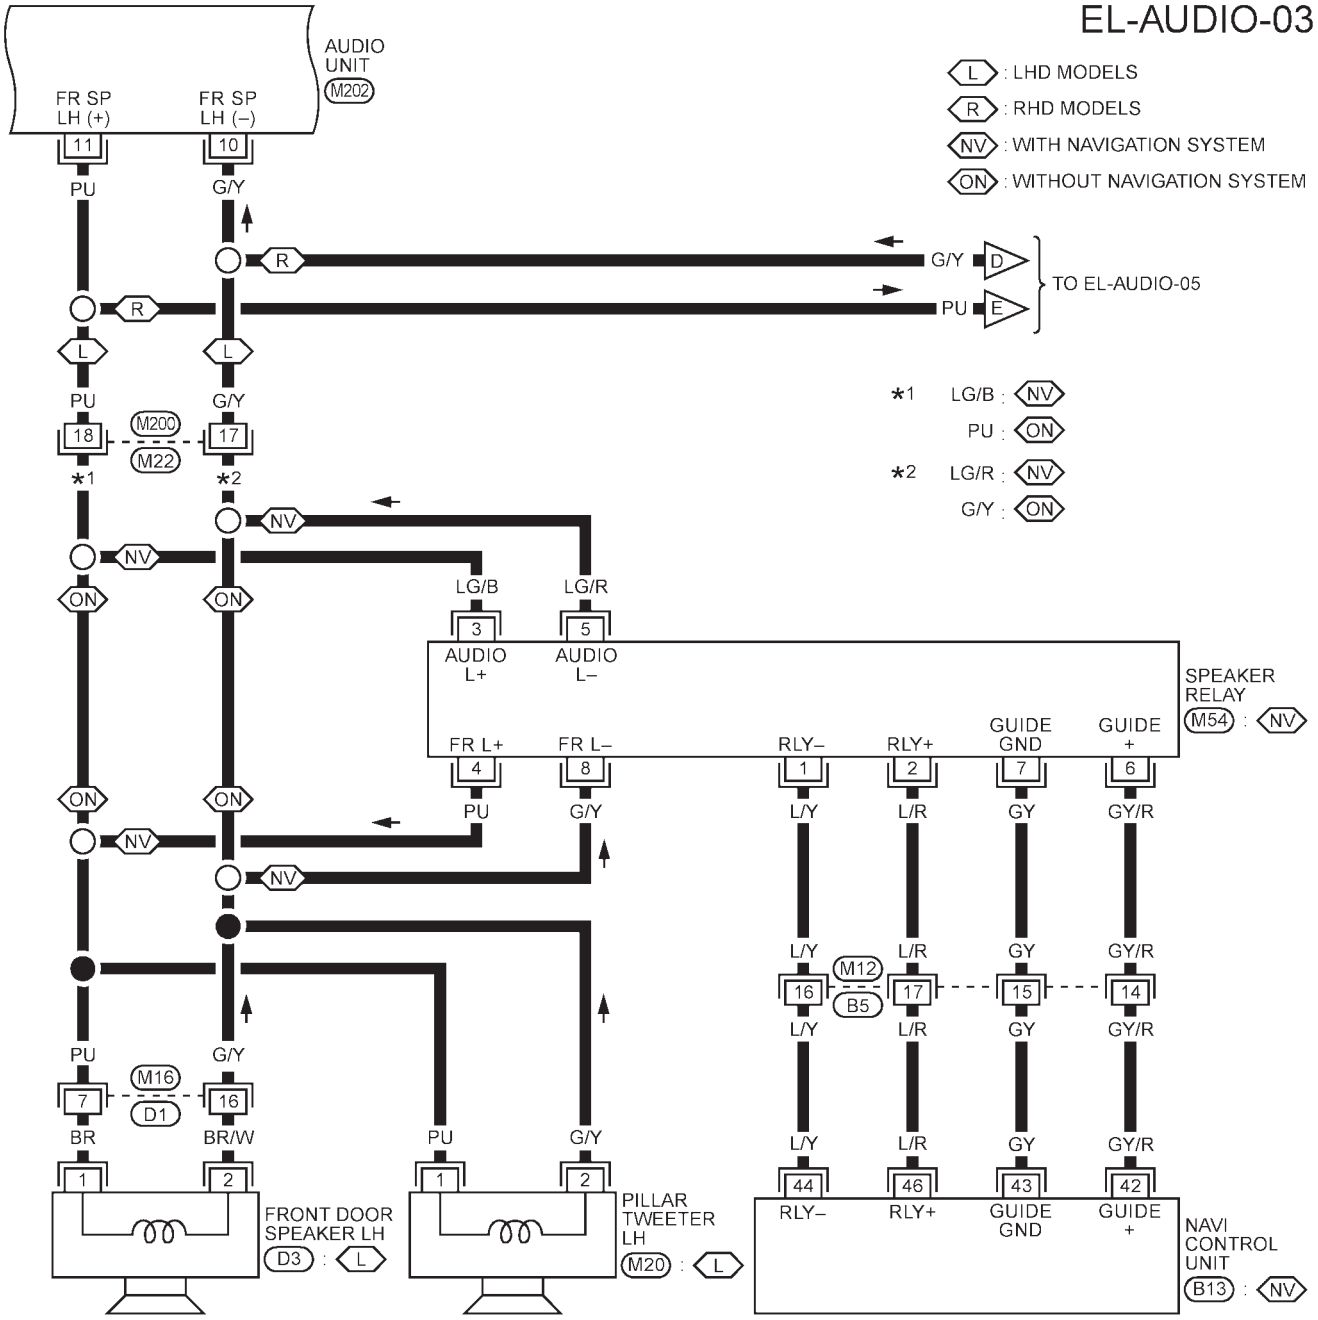 EL-AUDIO-03
AUDIO
UNIT
M202
FR SP
LH (+)
FR SP
LH (–)
11
10
PU
G/Y
L : LHD MODELS
R : RHD MODELS
NV : WITH NAVIGATION SYSTEM
ON : WITHOUT NAVIGATION SYSTEM
R
G/Y
D
R
PU
E
TO EL-AUDIO-05
L
L
PU
G/Y
18
M200
M22
17
*1
*2
*1 LG/B : NV
PU : ON
*2 LG/R : NV
G/Y : ON
NV
NV
ON
ON
LG/B
LG/R
3
5
AUDIO
L+
AUDIO
L–
SPEAKER
RELAY
M54 : NV
FR L+
FR L–
RLY–
RLY+
GUIDE
GND
GUIDE
+
4
8
1
2
7
6
PU
G/Y
L/Y
L/R
GY
GY/R
ON
ON
NV
NV
L/Y
L/R
GY
GY/R
16
M12
B5
17
15
14
L/Y
L/R
GY
GY/R
PU
G/Y
7
M16
D1
16
BR
BR/W
PU
G/Y
L/Y
L/R
GY
GY/R
1
2
1
2
44
46
43
42
RLY–
RLY+
GUIDE
GND
GUIDE
+
FRONT DOOR
SPEAKER LH
D3 : L
PILLAR
TWEETER
LH
M20 : L
NAVI
CONTROL
UNIT
B13 : NV